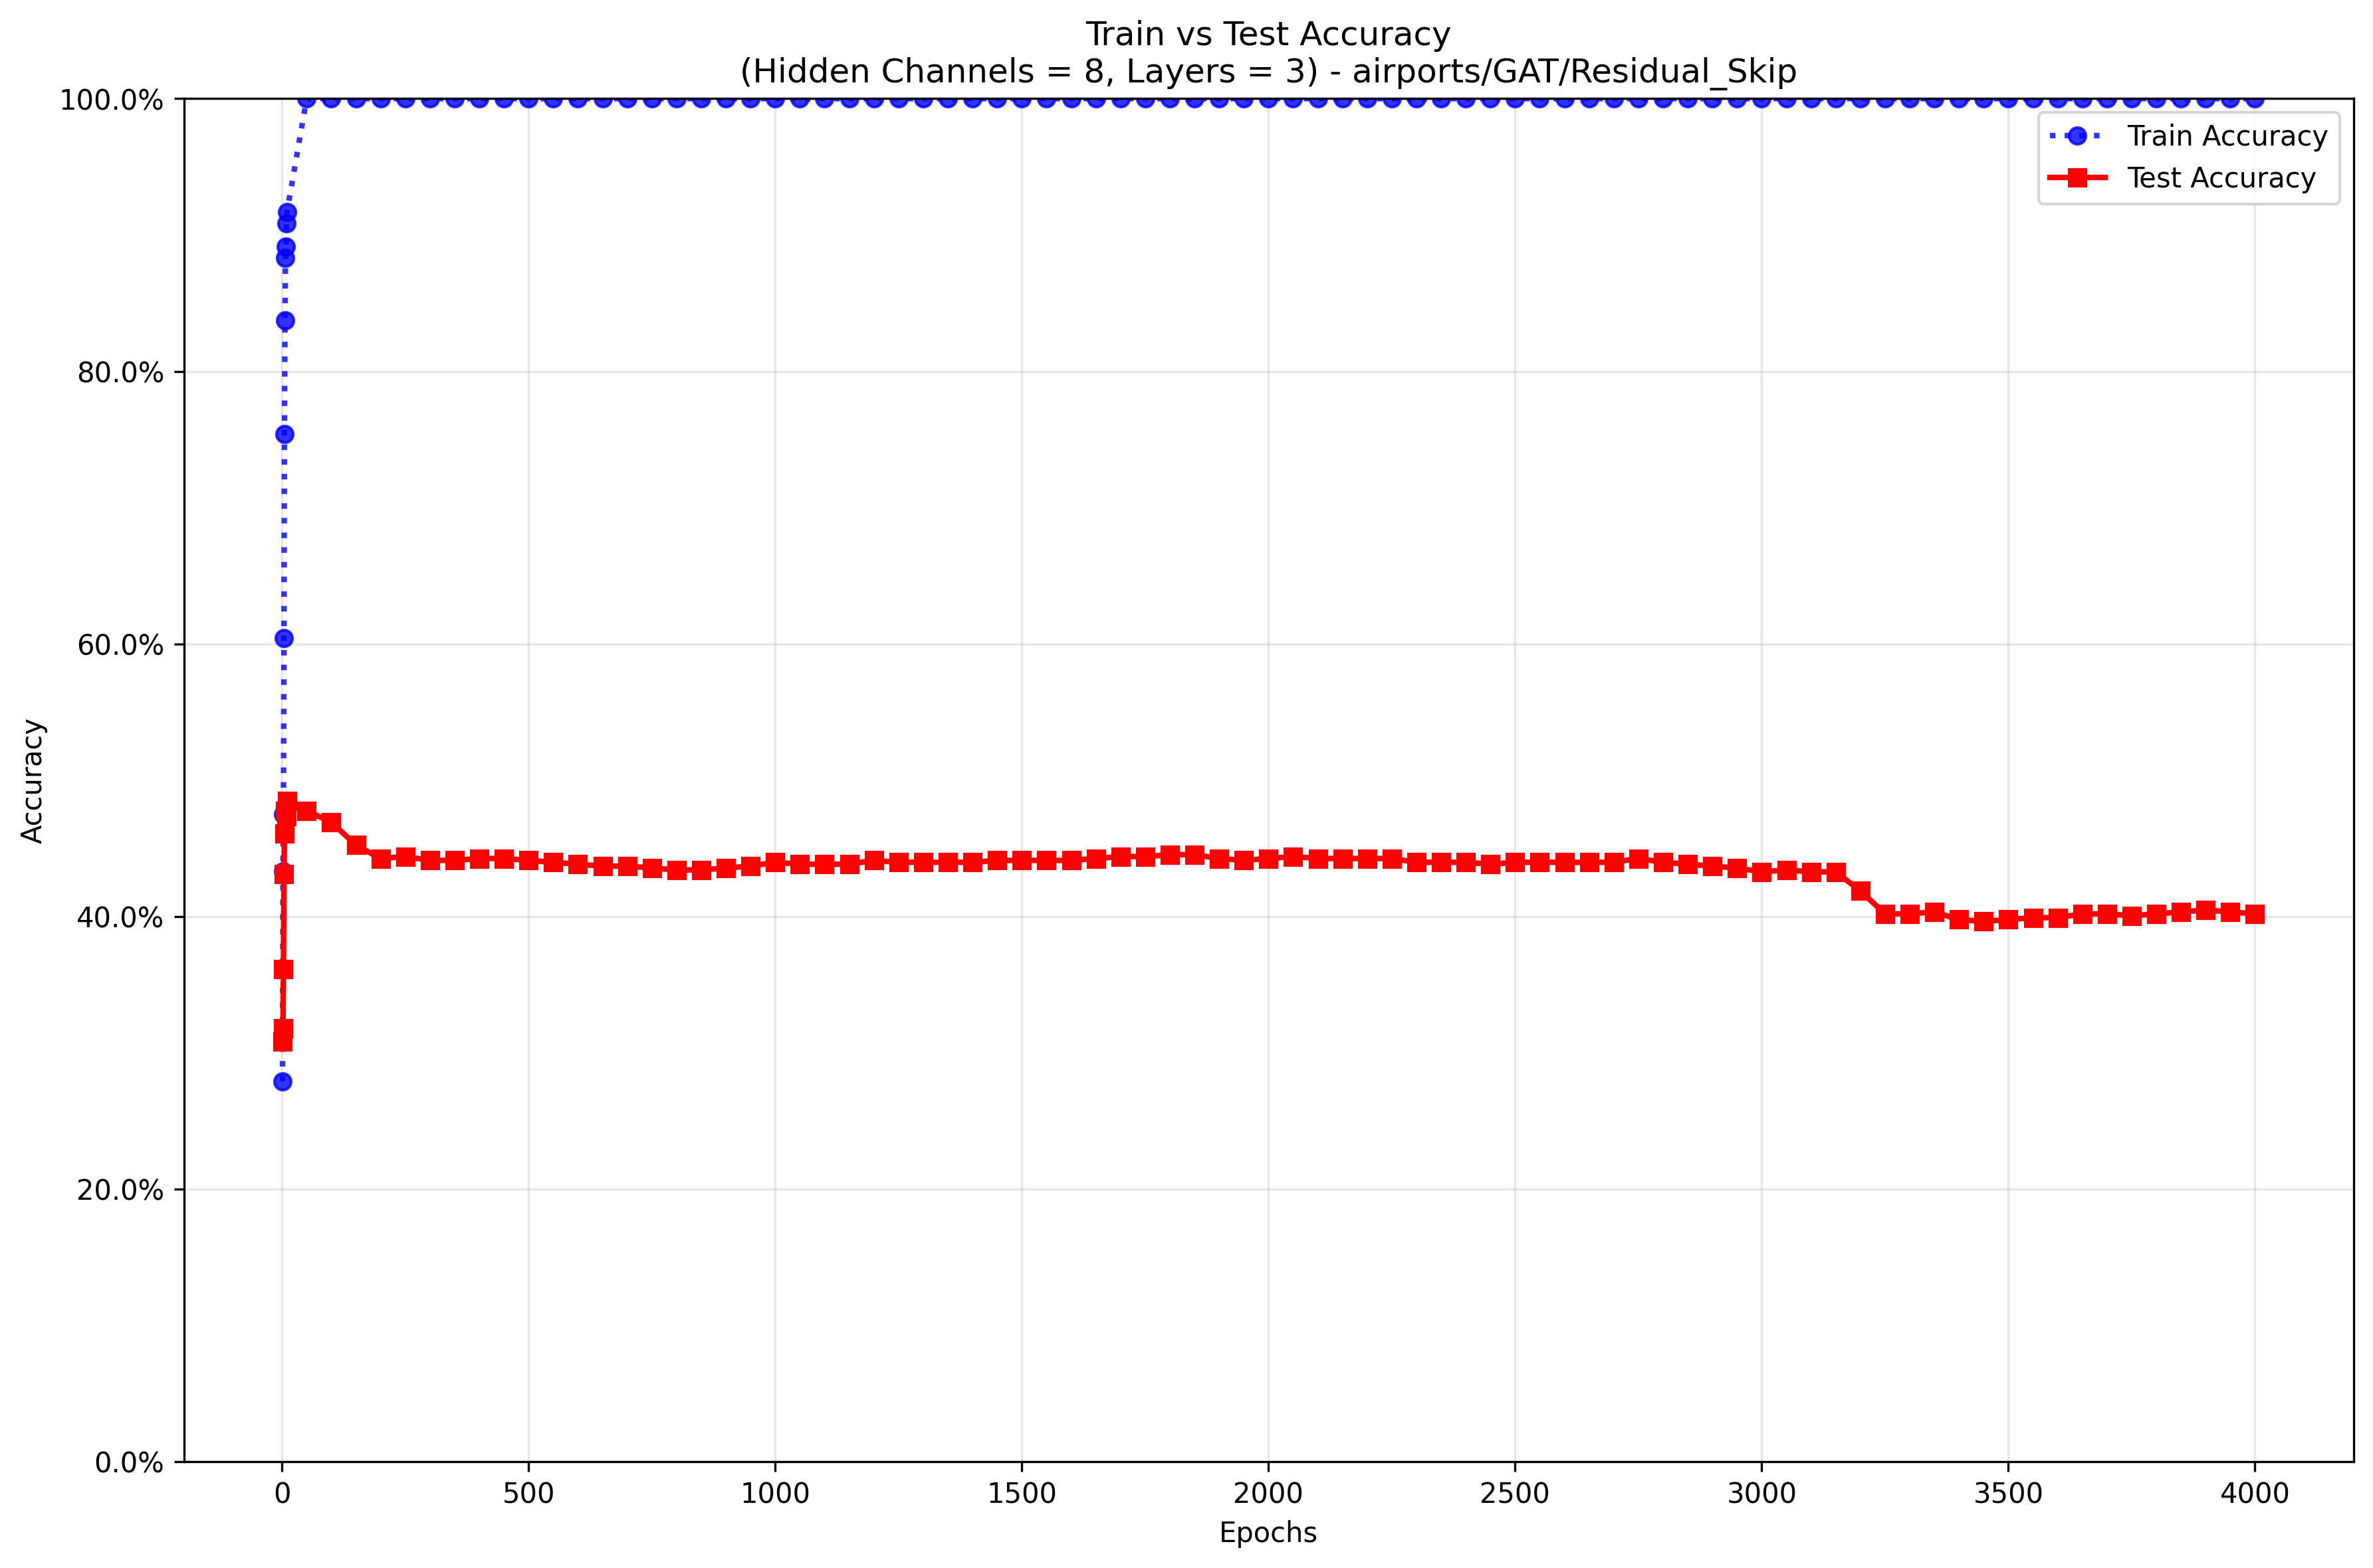 Train vs Test Accuracy
(Hidden Channels = 8, Layers = 3) - airports/GAT/Residual_Skip
100.0%
80.0%
60.0%
40.0%
20.0%
0.0%
Accuracy
Train Accuracy
Test Accuracy
0 500 1000 1500 2000 2500 3000 3500 4000
Epochs